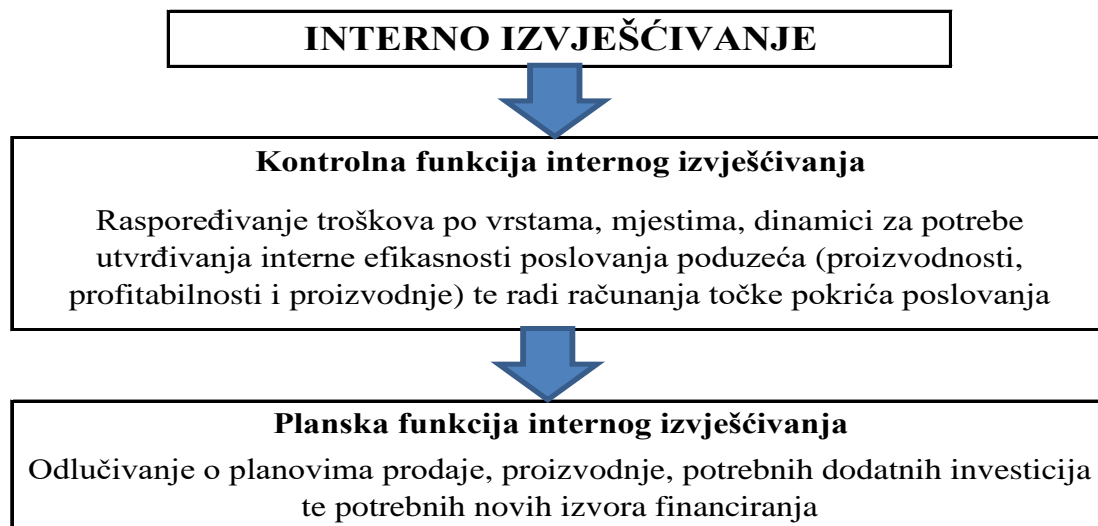 INTERNO IZVJEŠĆIVANJE
Kontrolna funkcija internog izvješćivanja
Raspoređivanje troškova po vrstama, mjestima, dinamici za potrebe
utvrđivanja interne efikasnosti poslovanja poduzeća (proizvodnosti,
profitabilnosti i proizvodnje) te radi računanja točke pokrića poslovanja
Planska funkcija internog izvješćivanja
Odlučivanje o planovima prodaje, proizvodnje, potrebnih dodatnih investicija
te potrebnih novih izvora financiranja